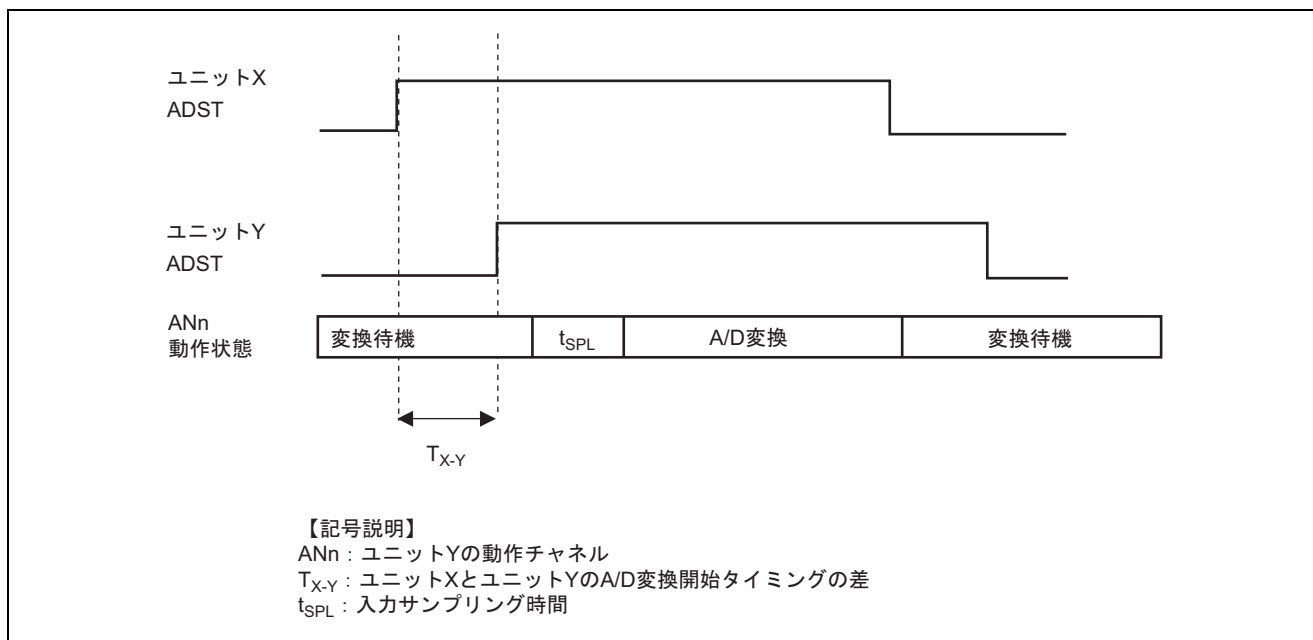 ユニットX
ADST
ユニットY
ADST
ANn
動作状態
変換待機
tSPL
A/D変換
変換待機
TX-Y
【記号説明】
ANn：ユニットYの動作チャネル
TX-Y：ユニットXとユニットYのA/D変換開始タイミングの差
tSPL：入力サンプリング時間